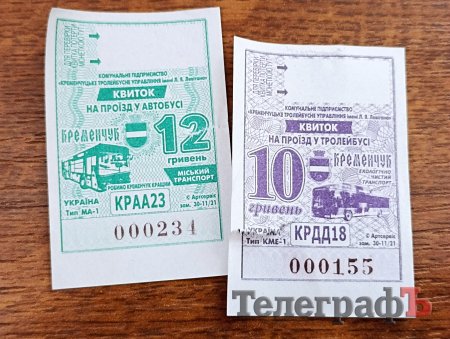 КОМУНАЛЬНЕ ПІДПРИЄМСТВО
«КРЕМЕНЧУЦЬКЕ ТРОЛЕЙБУСНЕ УПРАВЛІННЯ імені Л. Я. Левітана»
КВИТОК
НА ПРОЇЗД У АВТОБУСІ
Кременчук
12
гривень
МІСЬКИЙ
ТРАНСПОРТ
РОБИМО КРЕМЕНЧУК КРАЩИМ
УКРАЇНА
Тип МА-1
КРАА23
© Артсервіс
зам. 30-11/21
000234
КОМУНАЛЬНЕ ПІДПРИЄМСТВО
«КРЕМЕНЧУЦЬКЕ ТРОЛЕЙБУСНЕ УПРАВЛІННЯ імені Л. Я. Левітана»
КВИТОК
НА ПРОЇЗД У ТРОЛЕЙБУСІ
Кременчук
10
гривень
ЕКОЛОГІЧНО
ЧИСТИЙ
ТРАНСПОРТ
УКРАЇНА
Тип КМЕ-1
КРДД18
© Артсервіс
зам. 30-11/21
000155
ТелеграфЪ